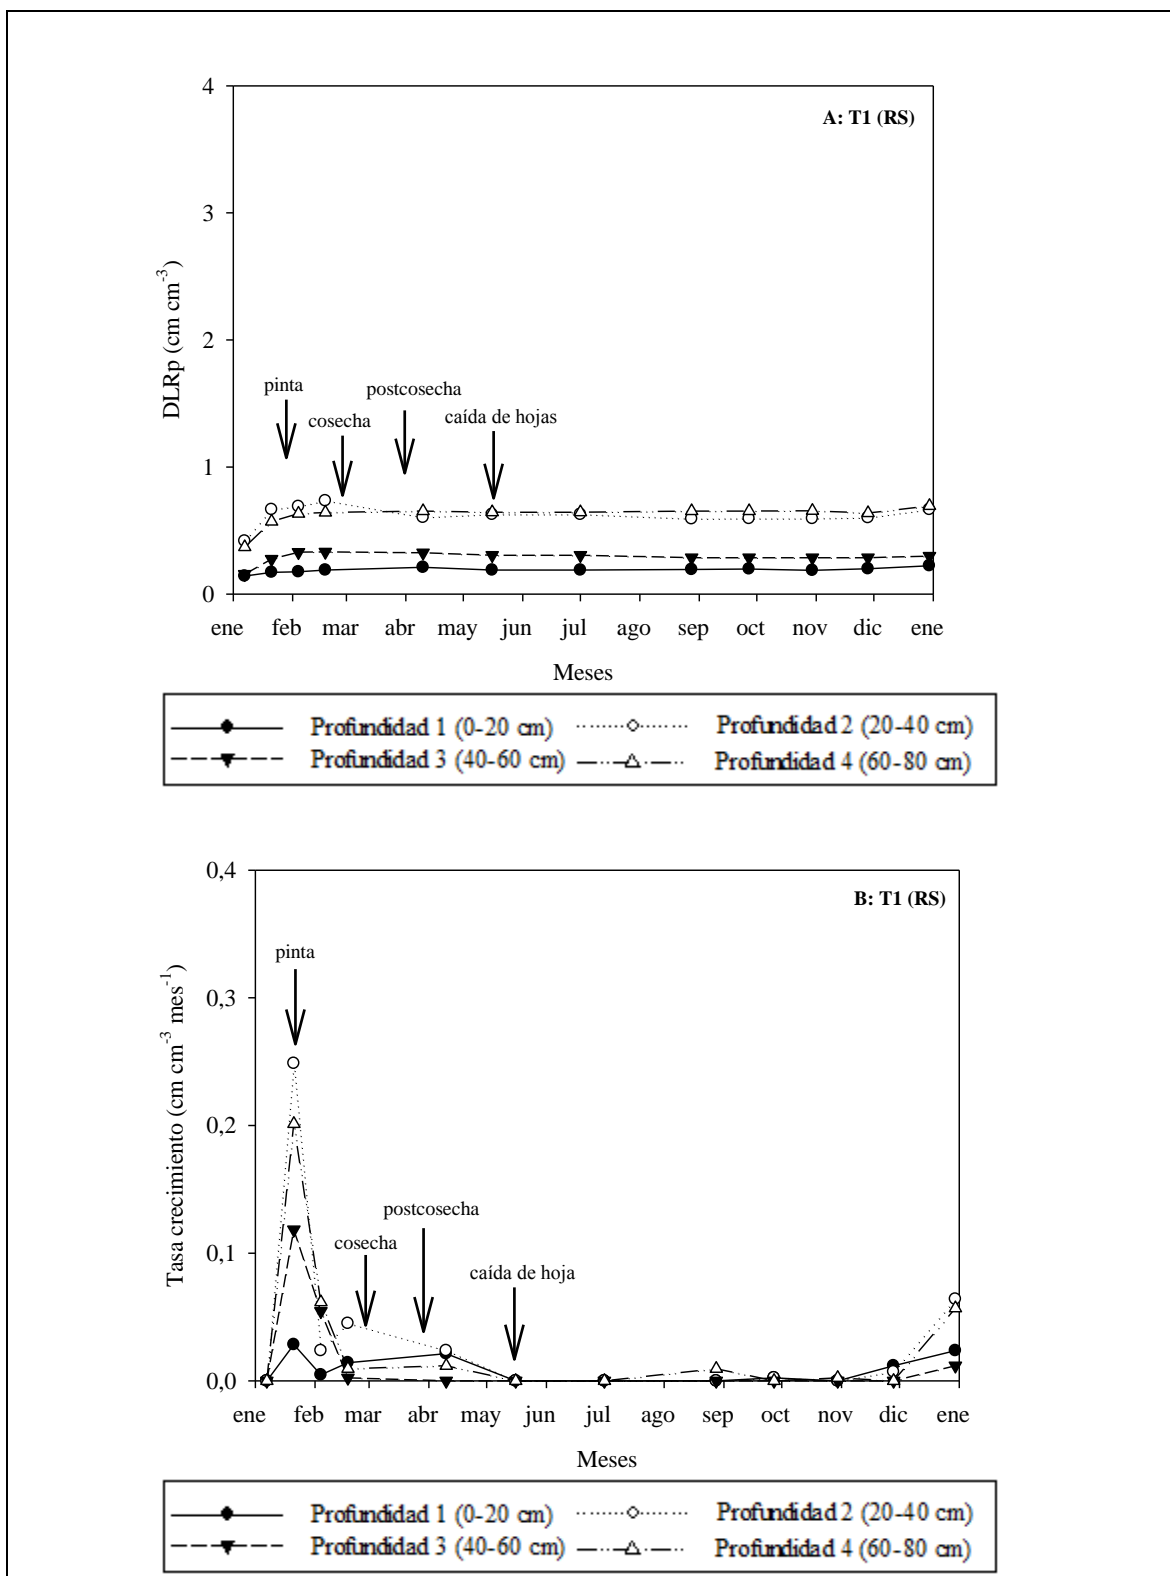 4
A: T1 (RS)
3
DLRp (cm cm⁻³)
2
pinta
postcosecha
cosecha
caída de hojas
1
0
ene feb mar abr may jun jul ago sep oct nov dic ene
Meses
Profundidad 1 (0-20 cm) Profundidad 2 (20-40 cm)
Profundidad 3 (40-60 cm) Profundidad 4 (60-80 cm)
0,4
B: T1 (RS)
pinta
0,3
Tasa crecimiento (cm cm⁻³ mes⁻¹)
0,2
postcosecha
cosecha
0,1
caída de hoja
0,0
ene feb mar abr may jun jul ago sep oct nov dic ene
Meses
Profundidad 1 (0-20 cm) Profundidad 2 (20-40 cm)
Profundidad 3 (40-60 cm) Profundidad 4 (60-80 cm)